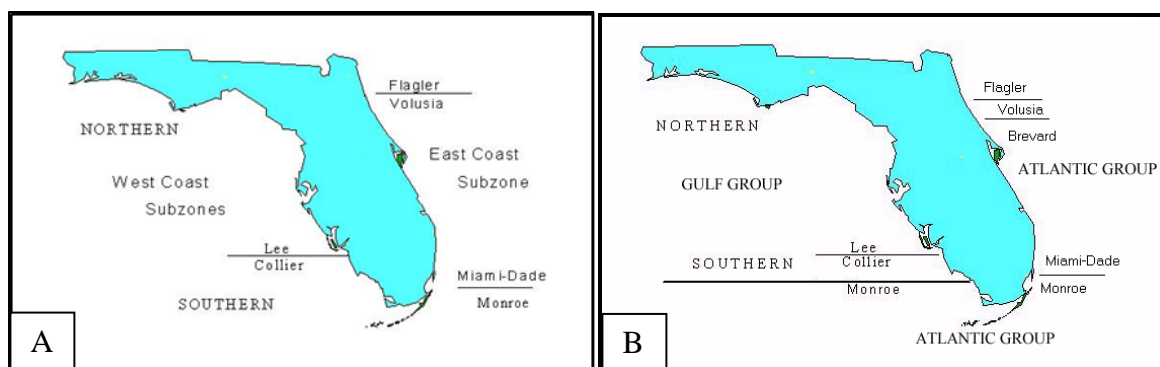 Flagler
Volusia
NORTHERN
East Coast
Subzone
West Coast
Subzones
Lee
Collier
Miami-Dade
Monroe
SOUTHERN
A
Flagler
Volusia
NORTHERN
Brevard
ATLANTIC GROUP
GULF GROUP
Lee
Collier
SOUTHERN
Miami-Dade
Monroe
Monroe
ATLANTIC GROUP
B